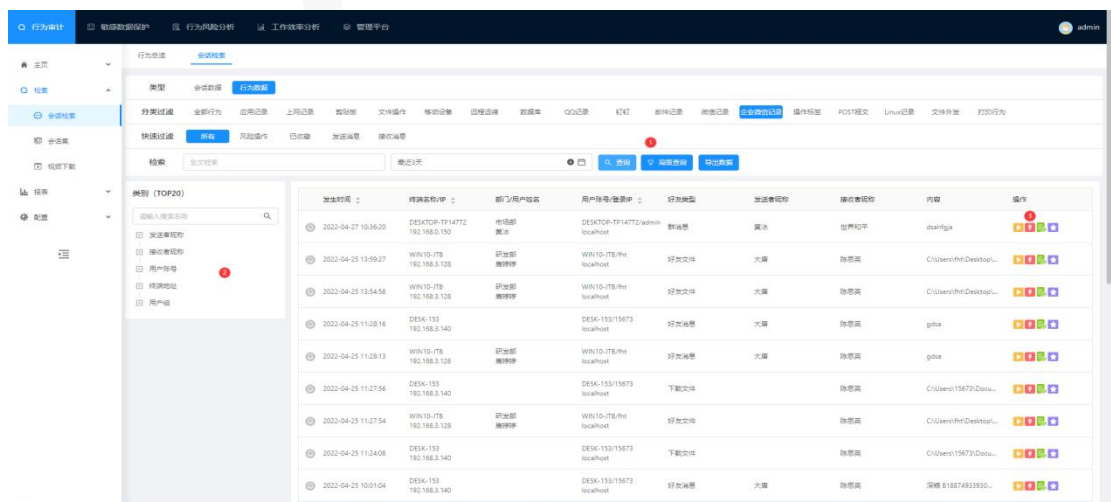 行为审计 敏感数据保护 行为风险分析 工作效率分析 管理平台 admin
主页
检索
会话检索
会话集
视频下载
报表
配置
行为总览 会话检索
类型 会话数据 行为数据
分类过滤 全部行为 应用记录 上网记录 剪贴板 文件操作 移动设备 远程运维 数据库 QQ记录 钉钉 邮件记录 微信记录 企业微信记录 操作标签 POST提交 Linux记录 文件外发 打印行为
快速过滤 所有 风险操作 已收藏 发送消息 接收消息
1
检索 全文检索 最近3天 查询 高级查询 导出数据
类别 (TOP20)
请输入搜索名称
发送者昵称
接收者昵称
用户账号
2
终端地址
用户组
发生时间 终端名称/IP 部门/用户姓名 用户账号/登录IP 好友类型 发送者昵称 接收者昵称 内容 操作
3
2022-04-27 10:36:20 DESKTOP-TP14772 192.168.0.150 市场部 黄冰 DESKTOP-TP14772/admin localhost 群消息 黄冰 世界和平 dsahfgja
2022-04-25 13:59:27 WIN10-JTB 192.168.3.128 研发部 唐婷婷 WIN10-JTB/fht localhost 好友文件 大唐 陈思英 C:\Users\fht\Desktop\...
2022-04-25 13:54:58 WIN10-JTB 192.168.3.128 研发部 唐婷婷 WIN10-JTB/fht localhost 好友消息 大唐 陈思英 C:\Users\fht\Desktop\...
2022-04-25 11:28:16 DESK-153 192.168.3.140 DESK-153/15673 localhost 好友消息 大唐 陈思英 gdsa
2022-04-25 11:28:13 WIN10-JTB 192.168.3.128 研发部 唐婷婷 WIN10-JTB/fht localhost 好友消息 大唐 陈思英 gdsa
2022-04-25 11:27:56 DESK-153 192.168.3.140 DESK-153/15673 localhost 下载文件 陈思英 C:\Users\15673\Docu...
2022-04-25 11:27:54 WIN10-JTB 192.168.3.128 研发部 唐婷婷 WIN10-JTB/fht localhost 好友文件 陈思英 C:\Users\fht\Desktop\...
2022-04-25 11:24:08 DESK-153 192.168.3.140 DESK-153/15673 localhost 下载文件 陈思英 C:\Users\15673\Docu...
2022-04-25 10:01:04 DESK-153 192.168.3.140 DESK-153/15673 localhost 好友消息 大唐 陈思英 818874933930...